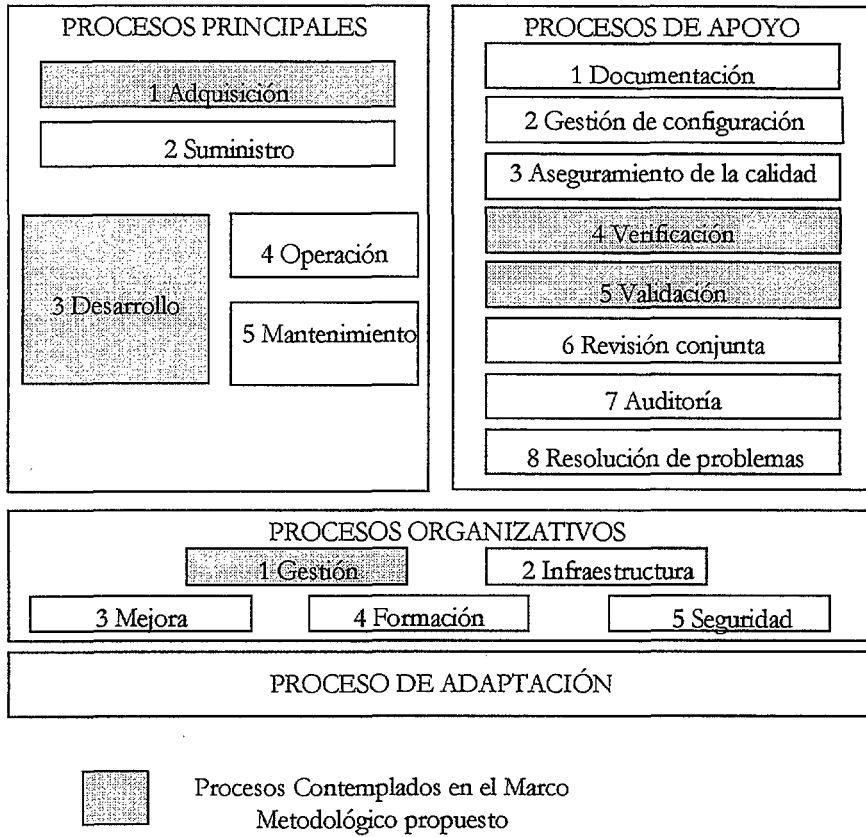 PROCESOS PRINCIPALES
1 Adquisición
2 Suministro
3 Desarrollo
4 Operación
5 Mantenimiento
PROCESOS DE APOYO
1 Documentación
2 Gestión de configuración
3 Aseguramiento de la calidad
4 Verificación
5 Validación
6 Revisión conjunta
7 Auditoría
8 Resolución de problemas
PROCESOS ORGANIZATIVOS
1 Gestión
2 Infraestructura
3 Mejora
4 Formación
5 Seguridad
PROCESO DE ADAPTACIÓN
Procesos Contemplados en el Marco
Metodológico propuesto